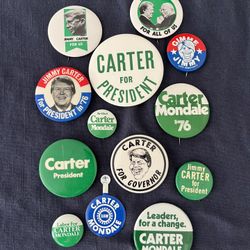 JIMMY CARTER
FOR US
FOR ALL OF US
GIMME
JIMMY
CARTER
FOR
PRESIDENT
JIMMY CARTER
for PRESIDENT in '76
Carter
Mondale
'76
Carter
Mondale
Carter
President
CARTER
FOR GOVERNOR
Jimmy
CARTER
for
President
CARTER
MONDALE
CARTER
MONDALE
Leaders,
for a change.
CARTER
MONDALE